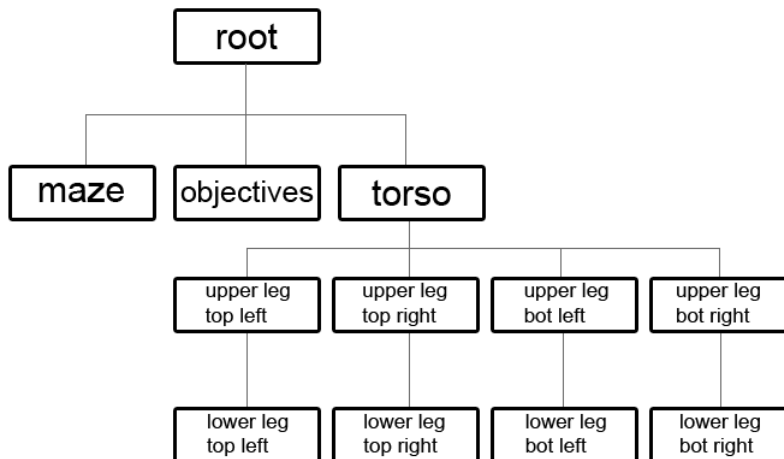 root
maze
objectives
torso
upper leg
top left
upper leg
top right
upper leg
bot left
upper leg
bot right
lower leg
top left
lower leg
top right
lower leg
bot left
lower leg
bot right